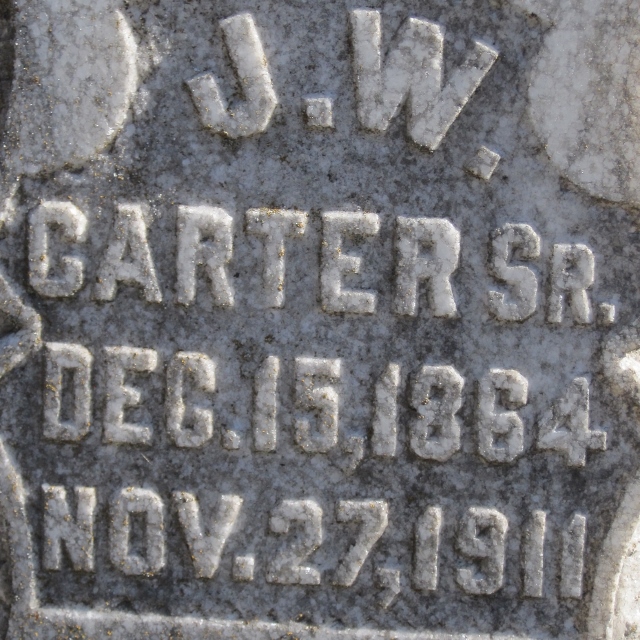 J. W.
CARTER SR.
DEC. 15, 1864.
NOV. 27, 1911